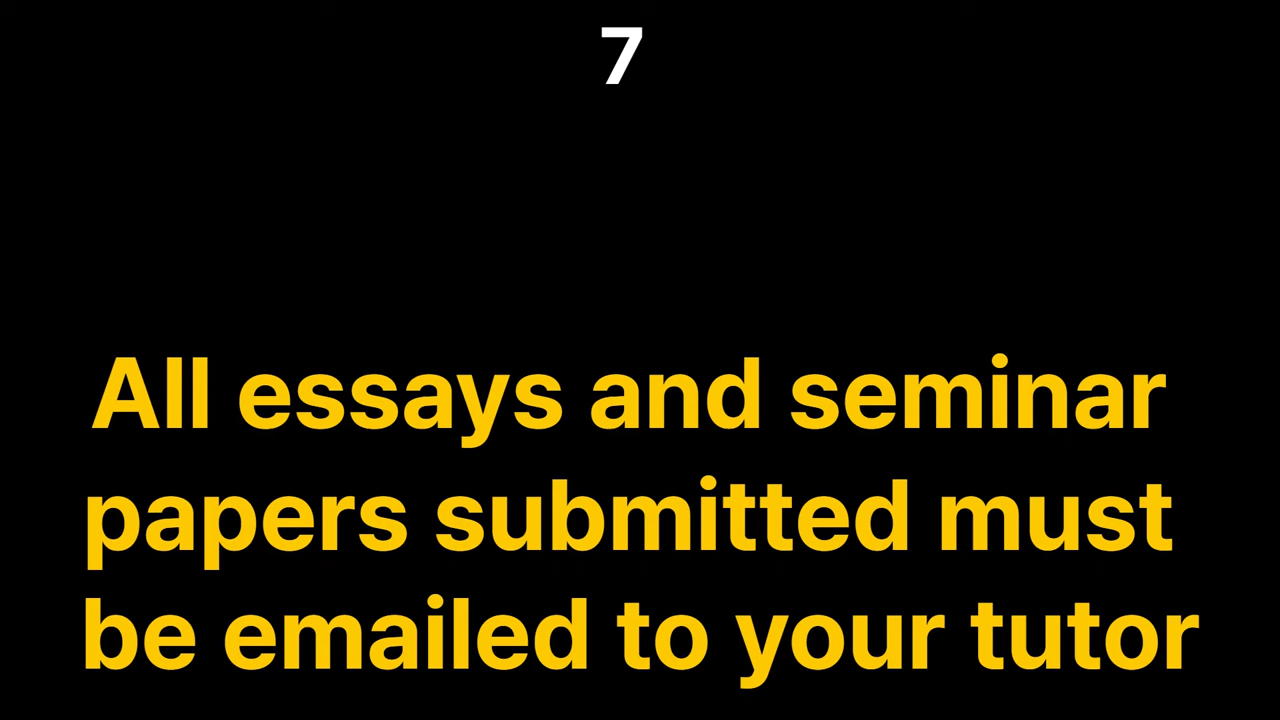 7
All essays and seminar
papers submitted must
be emailed to your tutor